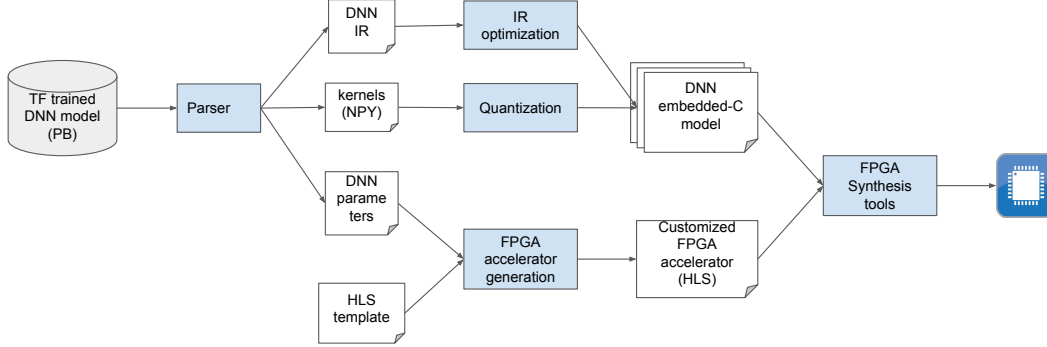 TF trained
DNN model
(PB)
Parser
DNN
IR
kernels
(NPY)
DNN
parame
ters
HLS
template
IR
optimization
Quantization
FPGA
accelerator
generation
DNN
embedded-C
model
Customized
FPGA
accelerator
(HLS)
FPGA
Synthesis
tools